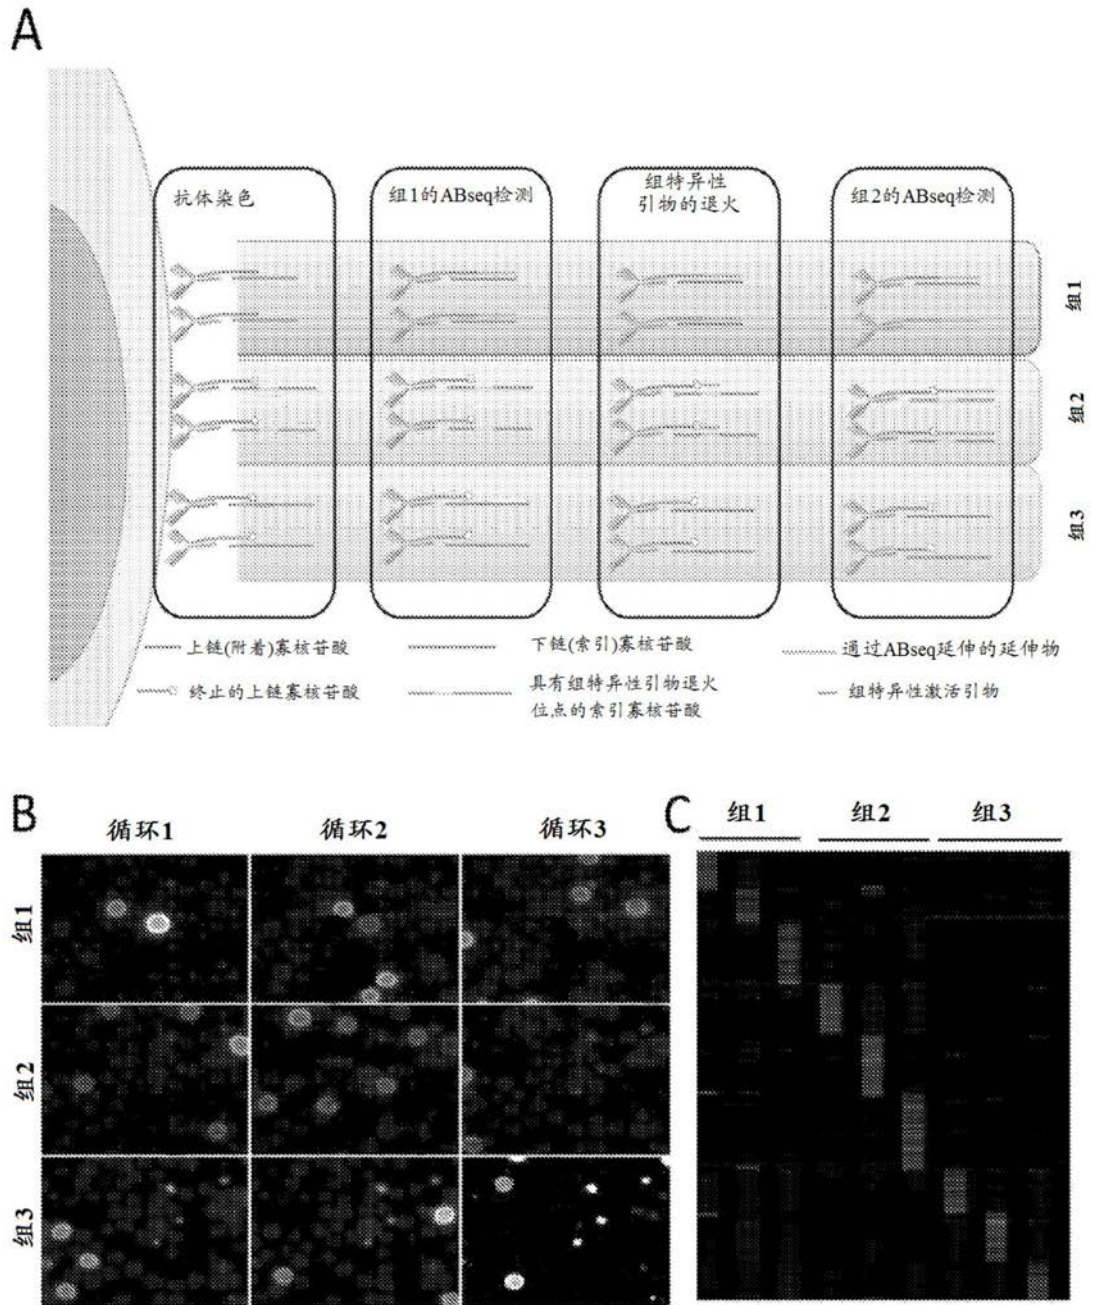 A
抗体染色
组1的ABseq检测
组特异性
引物的退火
组2的ABseq检测
组1
组2
组3
上链(附着)寡核苷酸
下链(索引)寡核苷酸
通过ABseq延伸的延伸物
终止的上链寡核苷酸
具有组特异性引物退火
位点的索引寡核苷酸
组特异性激活引物
B
循环1
循环2
循环3
组1
组2
组3
C
组1
组2
组3